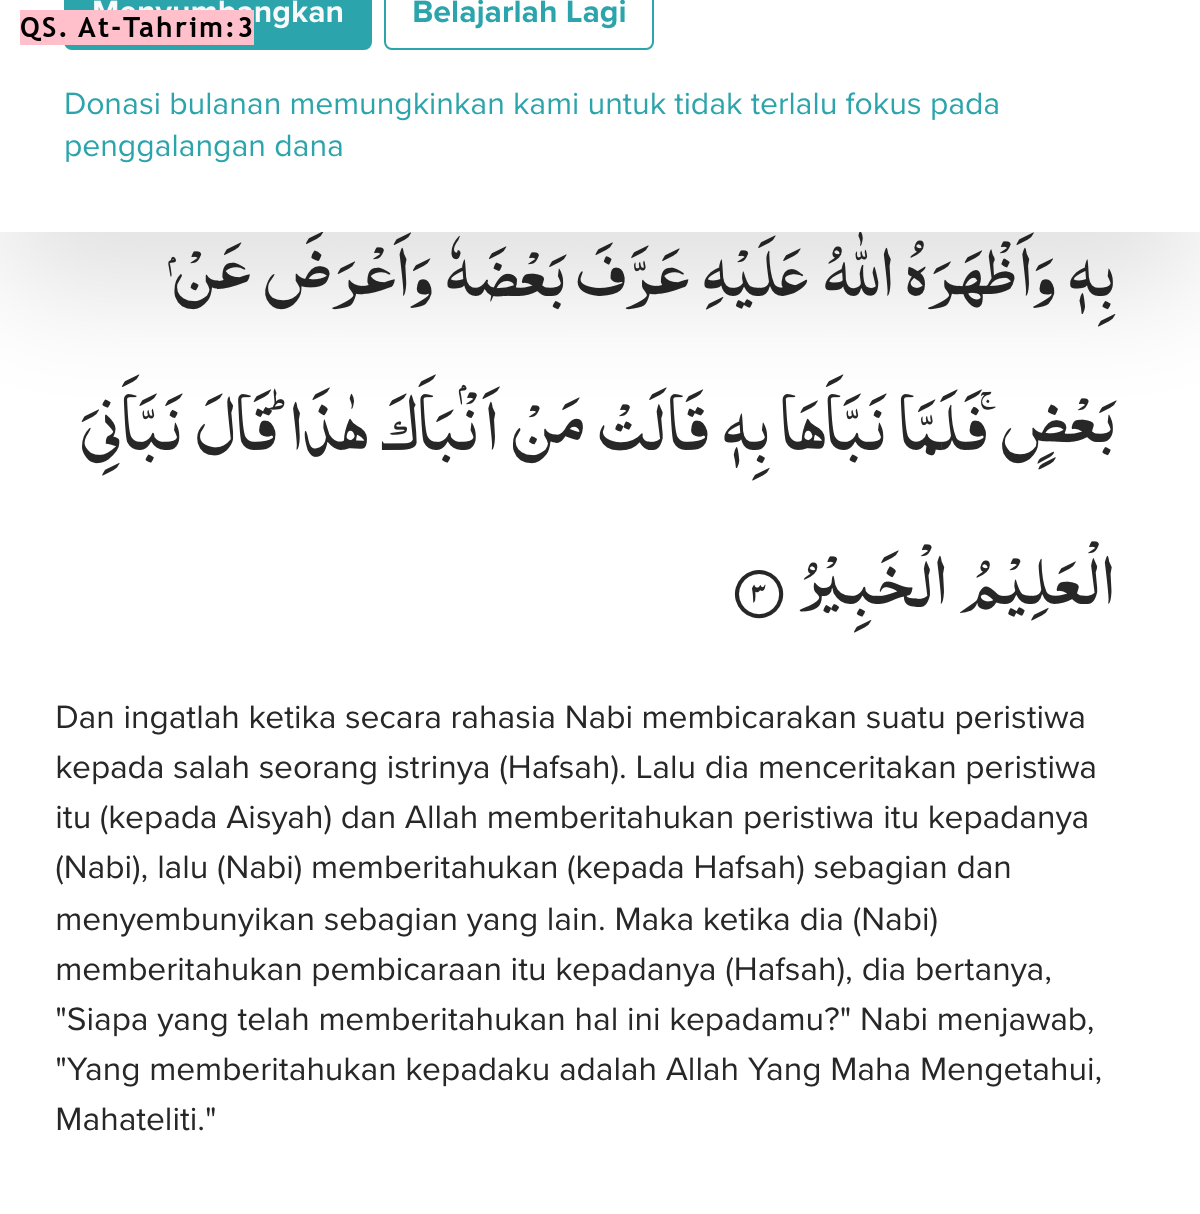 QS. At-Tahrim:3
Belajarlah Lagi
Donasi bulanan memungkinkan kami untuk tidak terlalu fokus pada
penggalangan dana
بِهٖ وَاَظْهَرَهُ اللّٰهُ عَلَيْهِ عَرَّفَ بَعْضَهٗ وَاَعْرَضَ عَنْۢ
بَعْضٍۚ فَلَمَّا نَبَّاَهَا بِهٖ قَالَتْ مَنْ اَنْۢبَاَكَ هٰذَاۗ قَالَ نَبَّاَنِيَ
الْعَلِيْمُ الْخَبِيْرُ ٣
Dan ingatlah ketika secara rahasia Nabi membicarakan suatu peristiwa
kepada salah seorang istrinya (Hafsah). Lalu dia menceritakan peristiwa
itu (kepada Aisyah) dan Allah memberitahukan peristiwa itu kepadanya
(Nabi), lalu (Nabi) memberitahukan (kepada Hafsah) sebagian dan
menyembunyikan sebagian yang lain. Maka ketika dia (Nabi)
memberitahukan pembicaraan itu kepadanya (Hafsah), dia bertanya,
"Siapa yang telah memberitahukan hal ini kepadamu?" Nabi menjawab,
"Yang memberitahukan kepadaku adalah Allah Yang Maha Mengetahui,
Mahateliti."